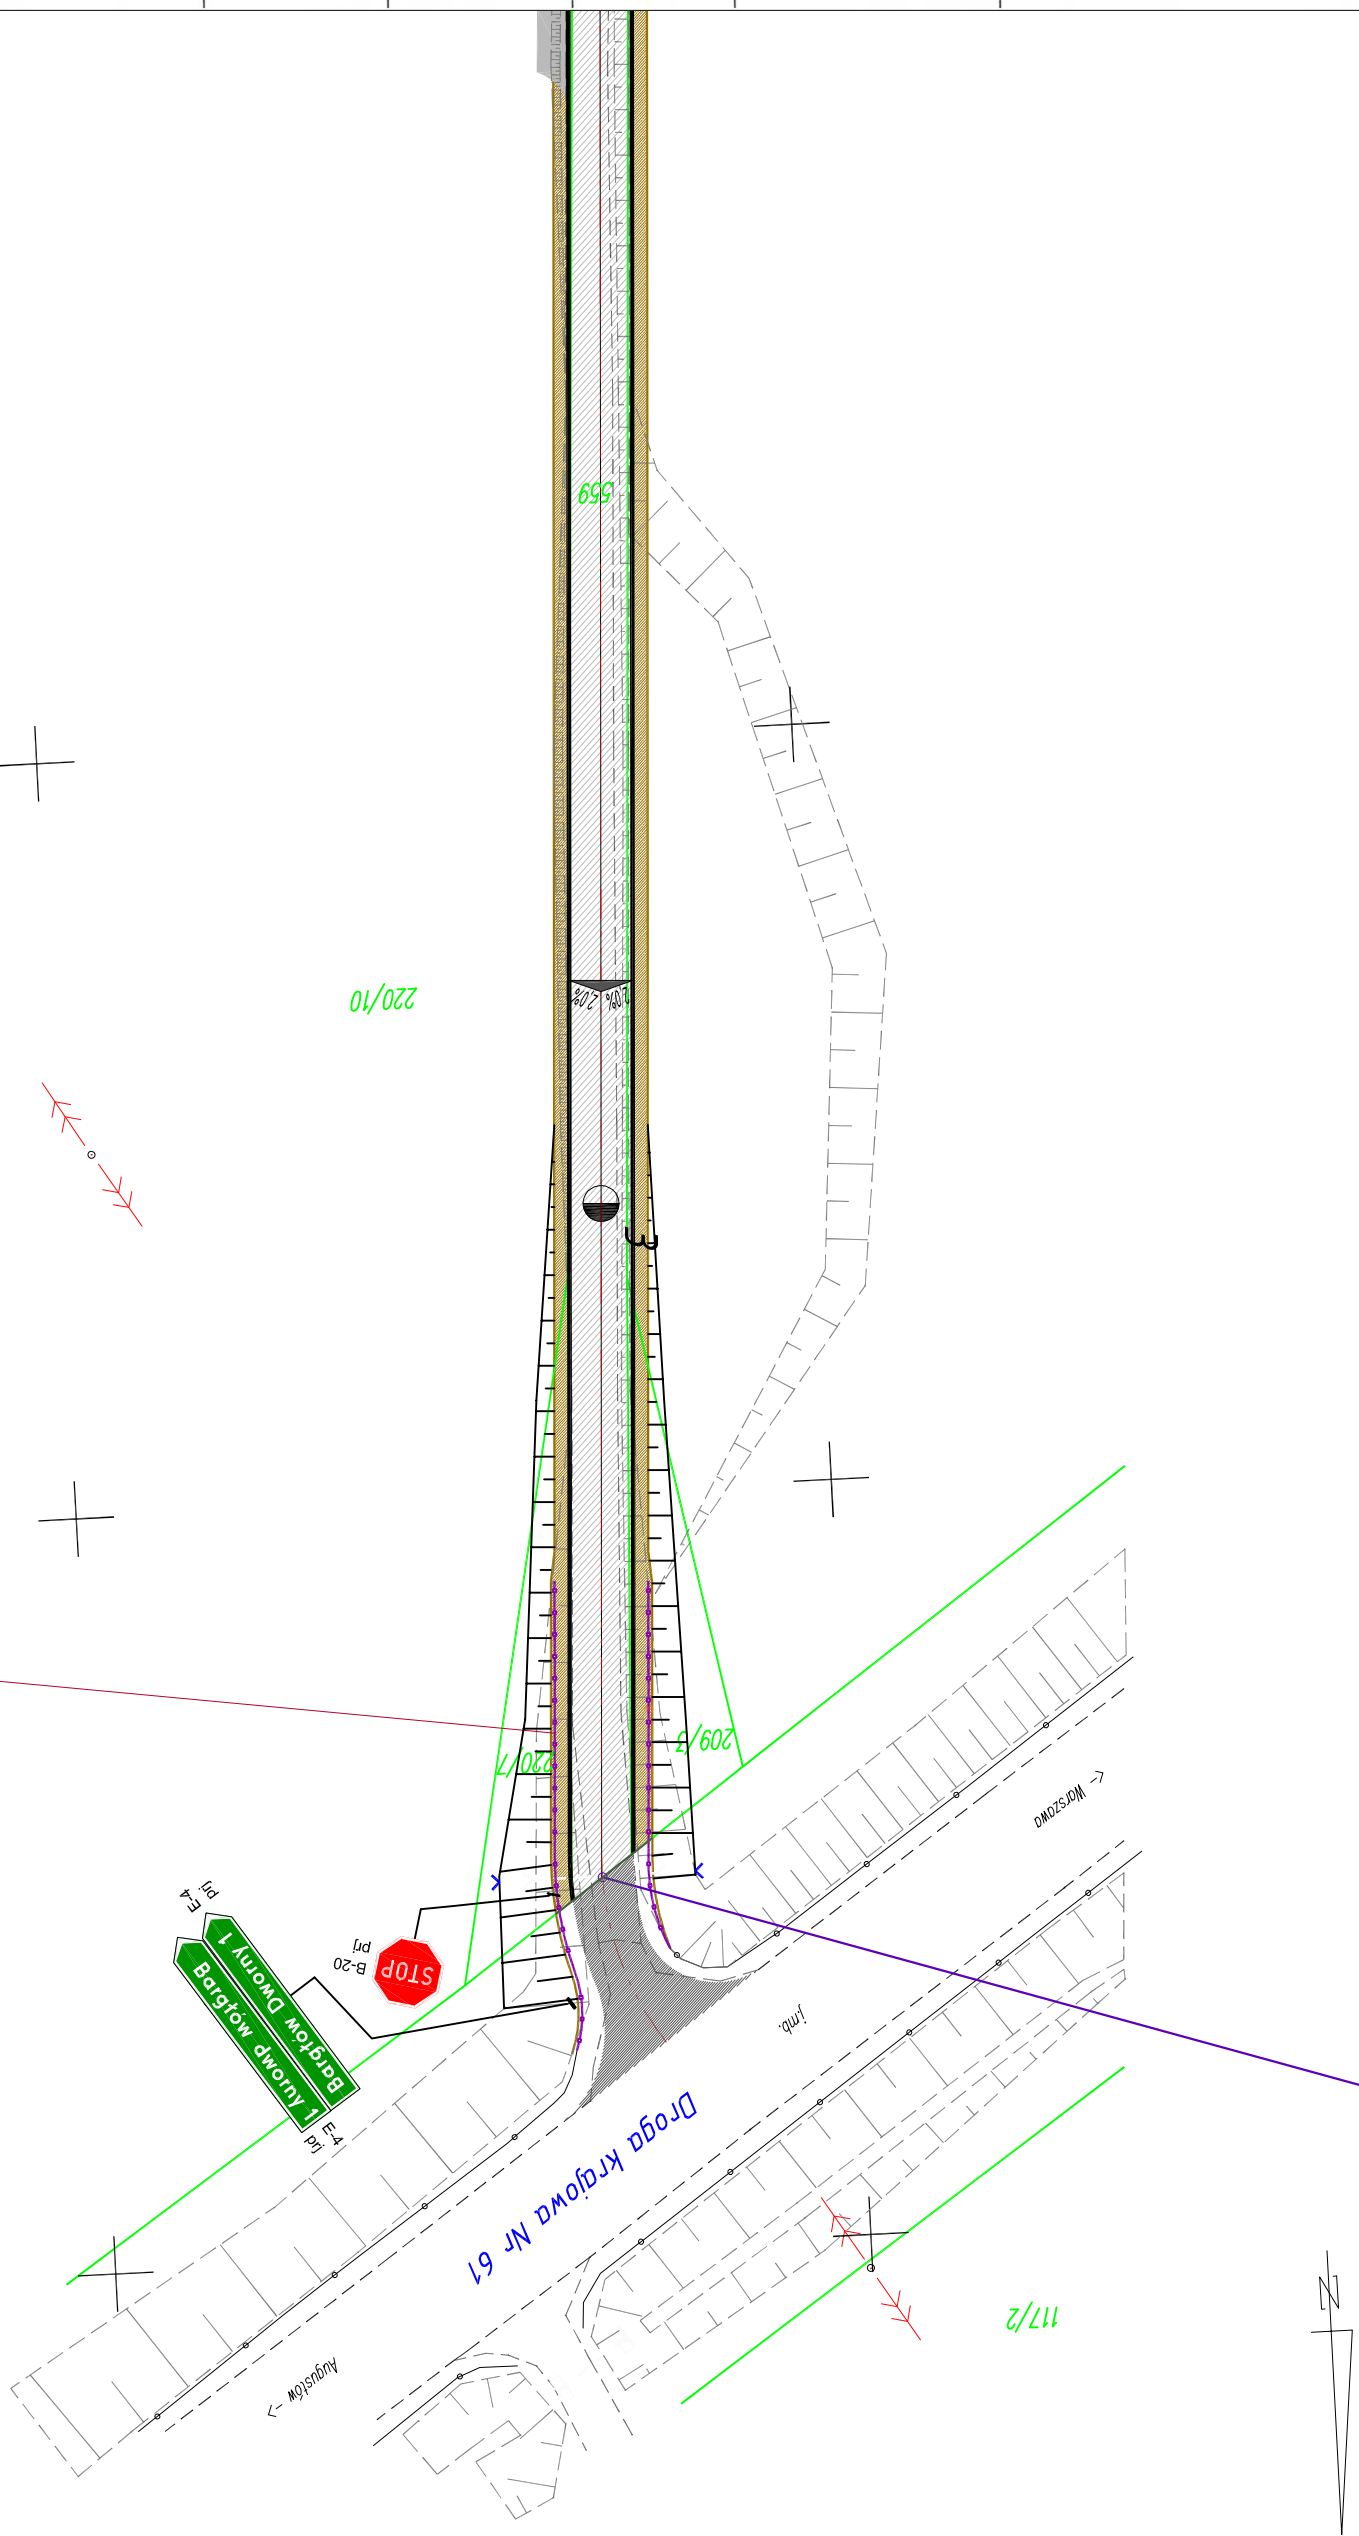 559
220/10
2,0%
2,0%
3
220/7
209/3
← Warszawa
E-4
prj
B-20
prj
STOP
Bargłów Dworny 1
Bargłów Dworny 1
E-4
prj
j.mb.
Droga krajowa Nr 61
Augustów →
117/2
N